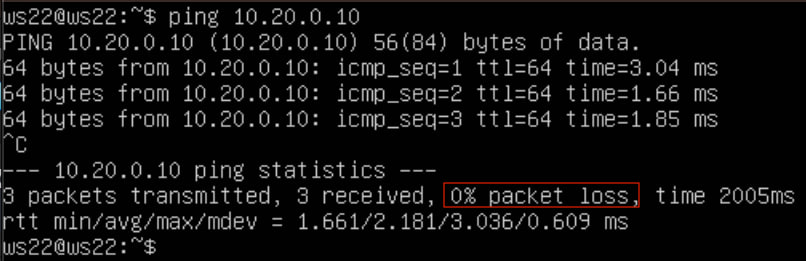 ws22@ws22:~$ ping 10.20.0.10
PING 10.20.0.10 (10.20.0.10) 56(84) bytes of data.
64 bytes from 10.20.0.10: icmp_seq=1 ttl=64 time=3.04 ms
64 bytes from 10.20.0.10: icmp_seq=2 ttl=64 time=1.66 ms
64 bytes from 10.20.0.10: icmp_seq=3 ttl=64 time=1.85 ms
^C
--- 10.20.0.10 ping statistics ---
3 packets transmitted, 3 received, 0% packet loss, time 2005ms
rtt min/avg/max/mdev = 1.661/2.181/3.036/0.609 ms
ws22@ws22:~$